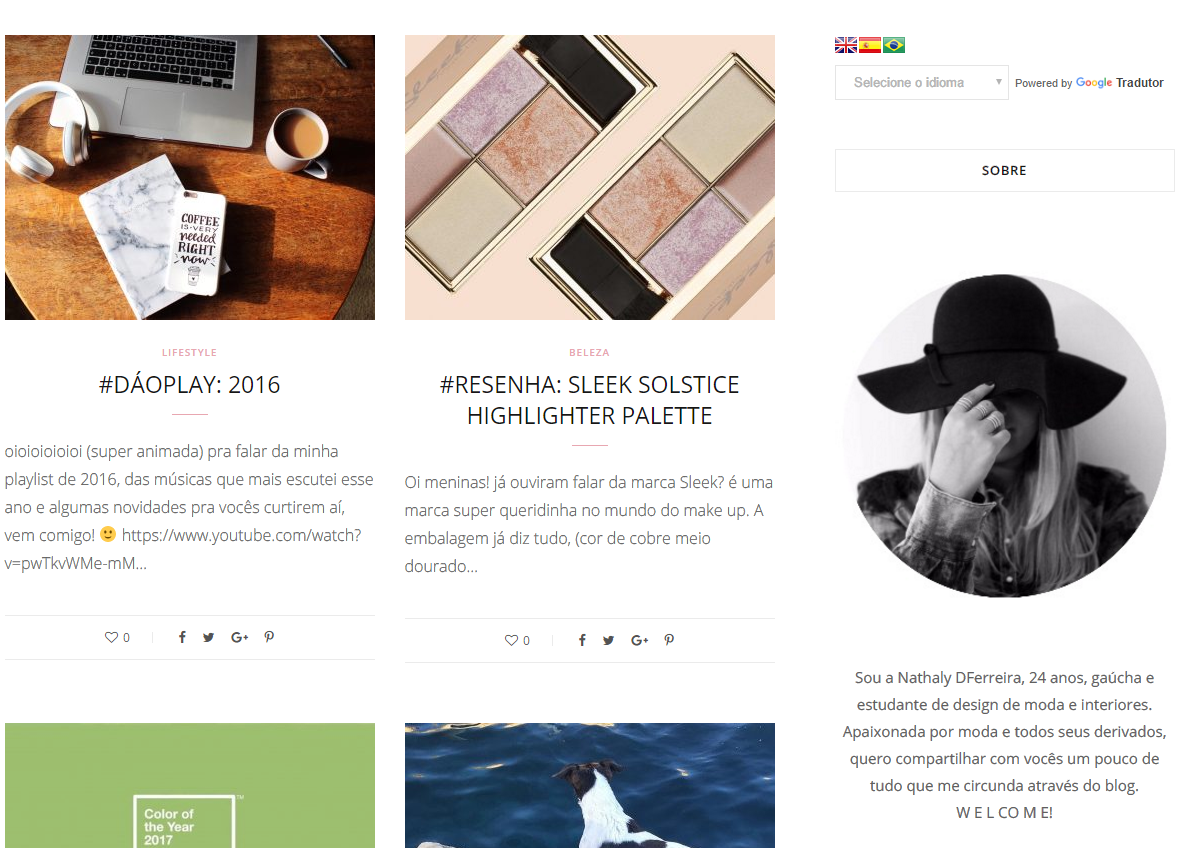 COFFEE
IS·VERY
needed
RIGHT
now
LIFESTYLE
#DÁOPLAY: 2016
oioioioioioi (super animada) pra falar da minha
playlist de 2016, das músicas que mais escutei esse
ano e algumas novidades pra vocês curtirem aí,
vem comigo! 🙂 https://www.youtube.com/watch?
v=pwTkvWMe-mM...
0
BELEZA
#RESENHA: SLEEK SOLSTICE
HIGHLIGHTER PALETTE
Oi meninas! já ouviram falar da marca Sleek? é uma
marca super queridinha no mundo do make up. A
embalagem já diz tudo, (cor de cobre meio
dourado...
0
Color of
the Year
2017
Selecione o idioma
Powered by Google Tradutor
SOBRE
Sou a Nathaly DFerreira, 24 anos, gaúcha e
estudante de design de moda e interiores.
Apaixonada por moda e todos seus derivados,
quero compartilhar com vocês um pouco de
tudo que me circunda através do blog.
W E L CO M E!